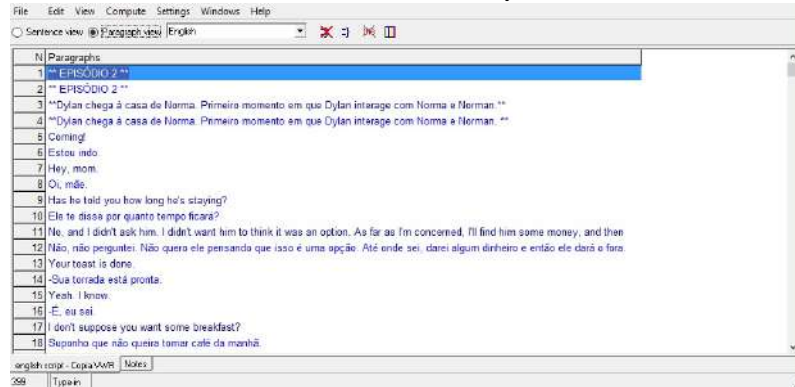 File Edit View Compute Settings Windows Help
Sentence view Paragraph view English
N Paragraphs
1 ** EPISÓDIO 2 **
2 ** EPISÓDIO 2 **
3 **Dylan chega à casa de Norma. Primeiro momento em que Dylan interage com Norma e Norman.**
4 **Dylan chega à casa de Norma. Primeiro momento em que Dylan interage com Norma e Norman. **
5 Coming!
6 Estou indo.
7 Hey, mom.
8 Oi, mãe.
9 Has he told you how long he's staying?
10 Ele te disse por quanto tempo ficará?
11 No, and I didn't ask him. I didn't want him to think it was an option. As far as I'm concerned, I'll find him some money, and then
12 Não, não perguntei. Não quero ele pensando que isso é uma opção. Até onde sei, darei algum dinheiro e então ele dará o fora.
13 Your toast is done.
14 -Sua torrada está pronta.
15 Yeah. I know.
16 -É, eu sei.
17 I don't suppose you want some breakfast?
18 Suponho que não queira tomar café da manhã.
english script - Copia.VWR Notes
399 Type-in